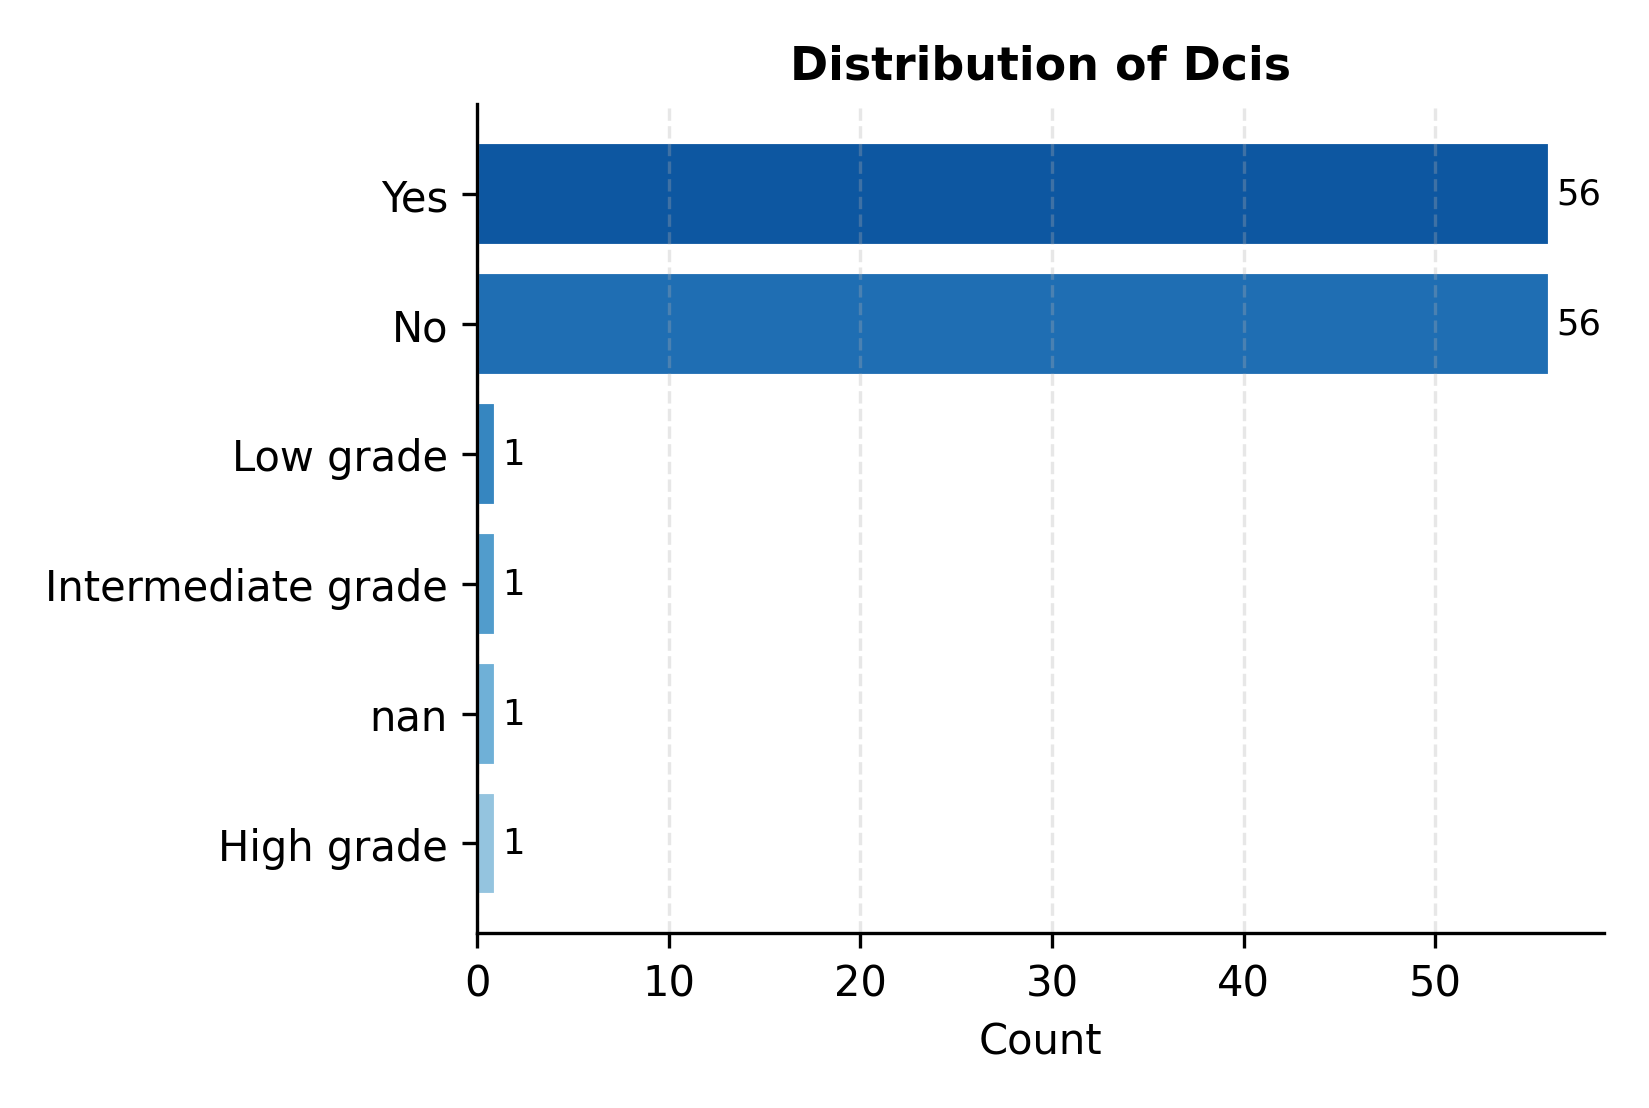 Distribution of Dcis
Yes 56
No 56
Low grade 1
Intermediate grade 1
nan 1
High grade 1
0 10 20 30 40 50
Count